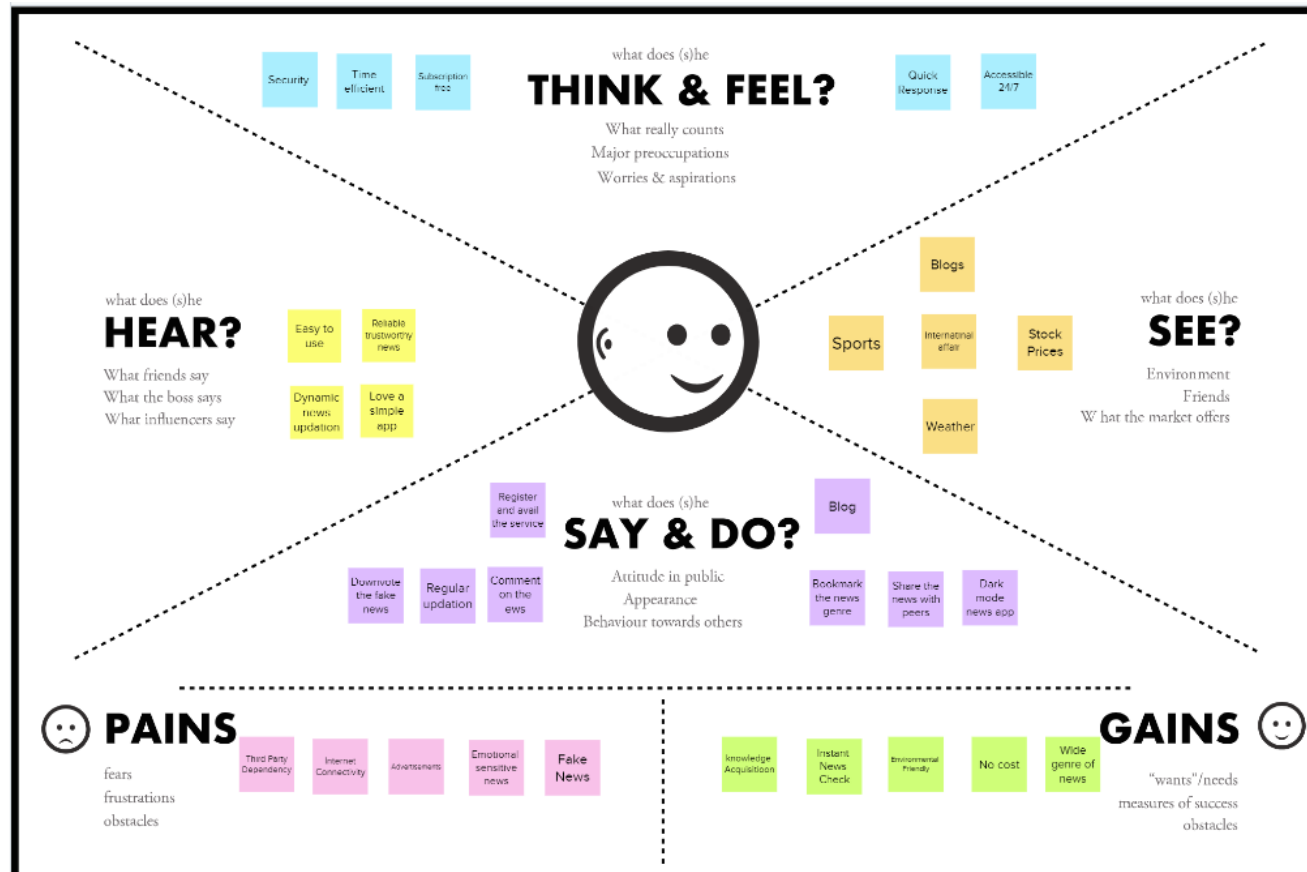 what does (s)he
THINK & FEEL?
What really counts
Major preoccupations
Worries & aspirations
Security
Time
efficient
Subscription
free
Quick
Response
Accessible
24/7
what does (s)he
HEAR?
What friends say
What the boss says
What influencers say
Easy to
use
Reliable
trustworthy
news
Dynamic
news
updation
Love a
simple
app
what does (s)he
SEE?
Environment
Friends
W hat the market offers
Blogs
Sports
Internatinal
affair
Stock
Prices
Weather
what does (s)he
SAY & DO?
Attitude in public
Appearance
Behaviour towards others
Register
and avail
the service
Downvote
the fake
news
Regular
updation
Comment
on the
ews
Blog
Bookmark
the news
genre
Share the
news with
peers
Dark
mode
news app
PAINS
fears
frustrations
obstacles
Third Party
Dependency
Internet
Connectivity
Advertisements
Emotional
sensitive
news
Fake
News
GAINS
"wants"/needs
measures of success
obstacles
knowledge
Acquisitioon
Instant
News
Check
Environmental
Friendly
No cost
Wide
genre of
news